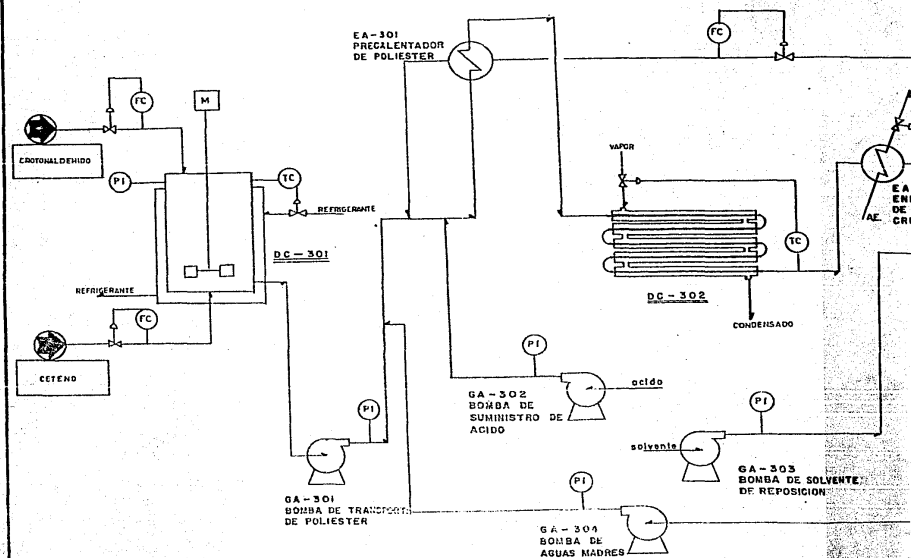 EA-301
PRECALENTADOR
DE POLIESTER
FC
FC
M
CROTONALDEHIDO
PI
TC
REFRIGERANTE
DC-301
REFRIGERANTE
FC
CETENO
VAPOR
TC
DC-302
CONDENSADO
EA
DE
A.E.
PI
GA-302
BOMBA DE
SUMINISTRO DE
ACIDO
acido
PI
GA-301
BOMBA DE TRANSPORTE
DE POLIESTER
PI
solvente
GA-303
BOMBA DE SOLVENTE
DE REPOSICION
PI
GA-304
BOMBA DE
AGUAS MADRES